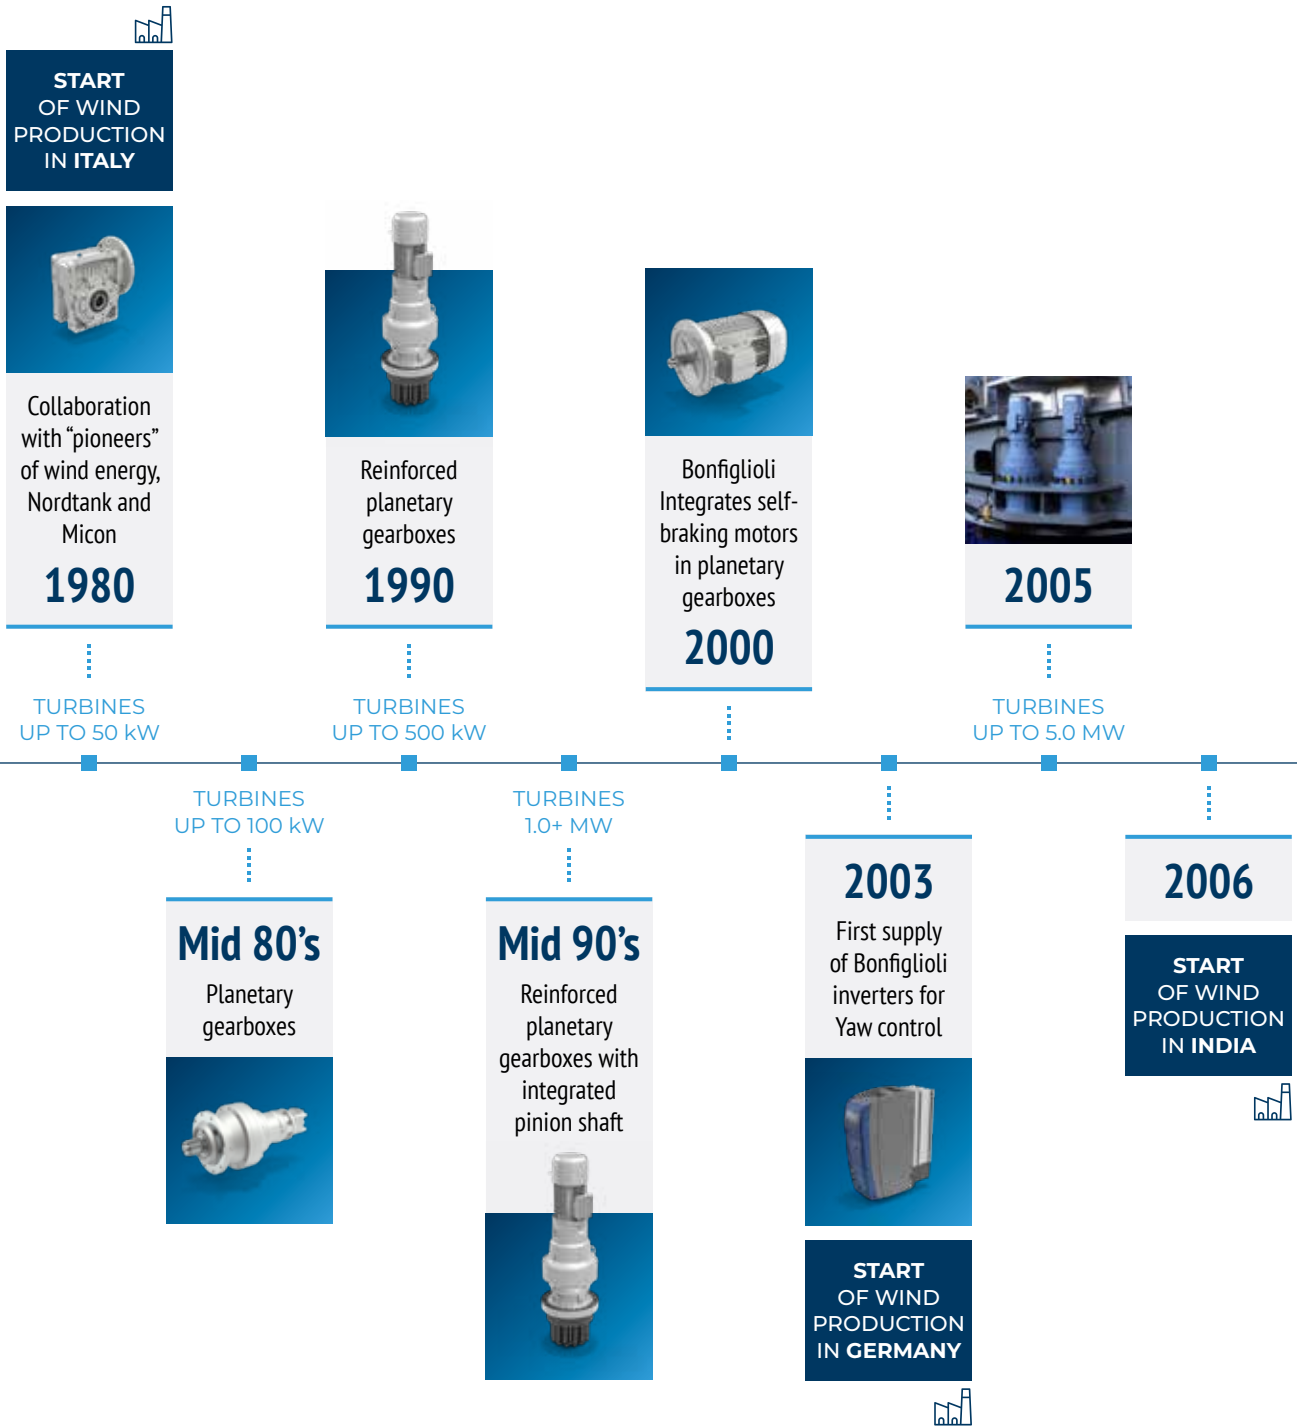 START
OF WIND
PRODUCTION
IN ITALY
Collaboration
with “pioneers”
of wind energy,
Nordtank and
Micon
1980
TURBINES
UP TO 50 kW
TURBINES
UP TO 100 kW
Mid 80’s
Planetary
gearboxes
Reinforced
planetary
gearboxes
1990
TURBINES
UP TO 500 kW
TURBINES
1.0+ MW
Mid 90’s
Reinforced
planetary
gearboxes with
integrated
pinion shaft
Bonfiglioli
Integrates self-
braking motors
in planetary
gearboxes
2000
2003
First supply
of Bonfiglioli
inverters for
Yaw control
START
OF WIND
PRODUCTION
IN GERMANY
2005
TURBINES
UP TO 5.0 MW
2006
START
OF WIND
PRODUCTION
IN INDIA